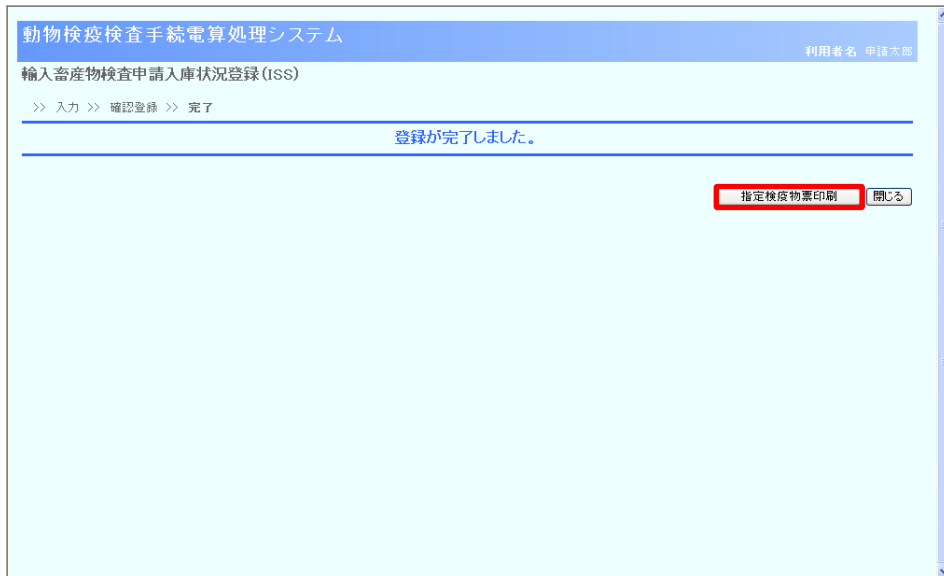 動物検疫検査手続電算処理システム
利用者名 申請太郎
輸入畜産物検査申請入庫状況登録(ISS)
>> 入力 >> 確認登録 >> 完了
登録が完了しました。
指定検疫物票印刷 閉じる